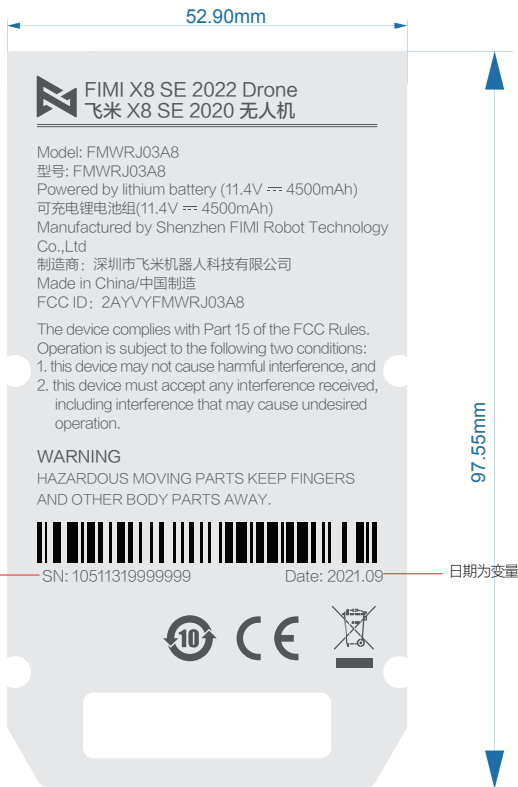 52.90mm
FIMI X8 SE 2022 Drone
飞米 X8 SE 2020 无人机
Model: FMWRJ03A8
型号: FMWRJ03A8
Powered by lithium battery (11.4V ⎓ 4500mAh)
可充电锂电池组(11.4V ⎓ 4500mAh)
Manufactured by Shenzhen FIMI Robot Technology
Co.,Ltd
制造商：深圳市飞米机器人科技有限公司
Made in China/中国制造
FCC ID：2AYVYFMWRJ03A8
The device complies with Part 15 of the FCC Rules.
Operation is subject to the following two conditions:
1. this device may not cause harmful interference, and
2. this device must accept any interference received,
including interference that may cause undesired
operation.
97.55mm
WARNING
HAZARDOUS MOVING PARTS KEEP FINGERS
AND OTHER BODY PARTS AWAY.
SN: 10511319999999 Date: 2021.09
日期为变量
10 CE